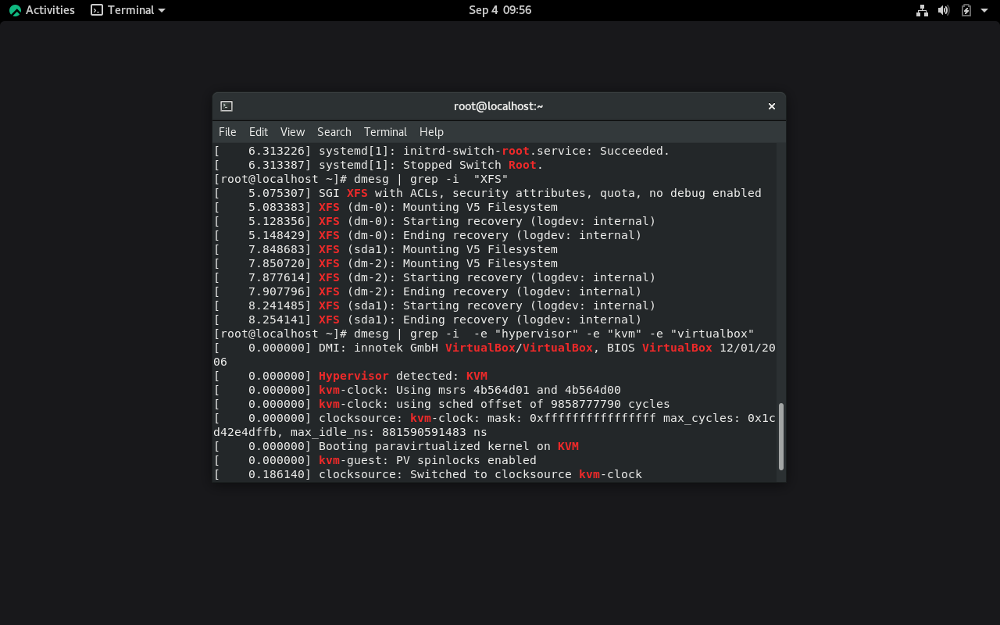 Activities Terminal Sep 4 09:56
root@localhost:~
File Edit View Search Terminal Help
[    6.313226] systemd[1]: initrd-switch-root.service: Succeeded.
[    6.313387] systemd[1]: Stopped Switch Root.
[root@localhost ~]# dmesg | grep -i  "XFS"
[    5.075307] SGI XFS with ACLs, security attributes, quota, no debug enabled
[    5.083383] XFS (dm-0): Mounting V5 Filesystem
[    5.128356] XFS (dm-0): Starting recovery (logdev: internal)
[    5.148429] XFS (dm-0): Ending recovery (logdev: internal)
[    7.848683] XFS (sda1): Mounting V5 Filesystem
[    7.850720] XFS (dm-2): Mounting V5 Filesystem
[    7.877614] XFS (dm-2): Starting recovery (logdev: internal)
[    7.907796] XFS (dm-2): Ending recovery (logdev: internal)
[    8.241485] XFS (sda1): Starting recovery (logdev: internal)
[    8.254141] XFS (sda1): Ending recovery (logdev: internal)
[root@localhost ~]# dmesg | grep -i  -e "hypervisor" -e "kvm" -e "virtualbox"
[    0.000000] DMI: innotek GmbH VirtualBox/VirtualBox, BIOS VirtualBox 12/01/20
06
[    0.000000] Hypervisor detected: KVM
[    0.000000] kvm-clock: Using msrs 4b564d01 and 4b564d00
[    0.000000] kvm-clock: using sched offset of 9858777790 cycles
[    0.000000] clocksource: kvm-clock: mask: 0xffffffffffffffff max_cycles: 0x1c
d42e4dffb, max_idle_ns: 881590591483 ns
[    0.000000] Booting paravirtualized kernel on KVM
[    0.000000] kvm-guest: PV spinlocks enabled
[    0.186140] clocksource: Switched to clocksource kvm-clock